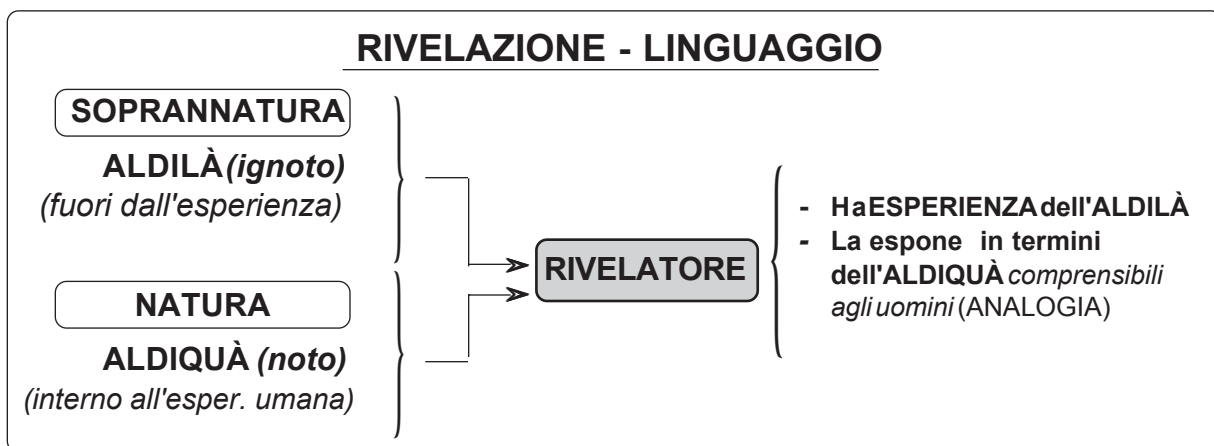 RIVELAZIONE - LINGUAGGIO
SOPRANNATURA
ALDILÀ (ignoto)
(fuori dall'esperienza)
NATURA
ALDIQUÀ (noto)
(interno all'esper. umana)
RIVELATORE
- Ha ESPERIENZA dell'ALDILÀ
- La espone in termini
dell'ALDIQUÀ comprensibili
agli uomini (ANALOGIA)